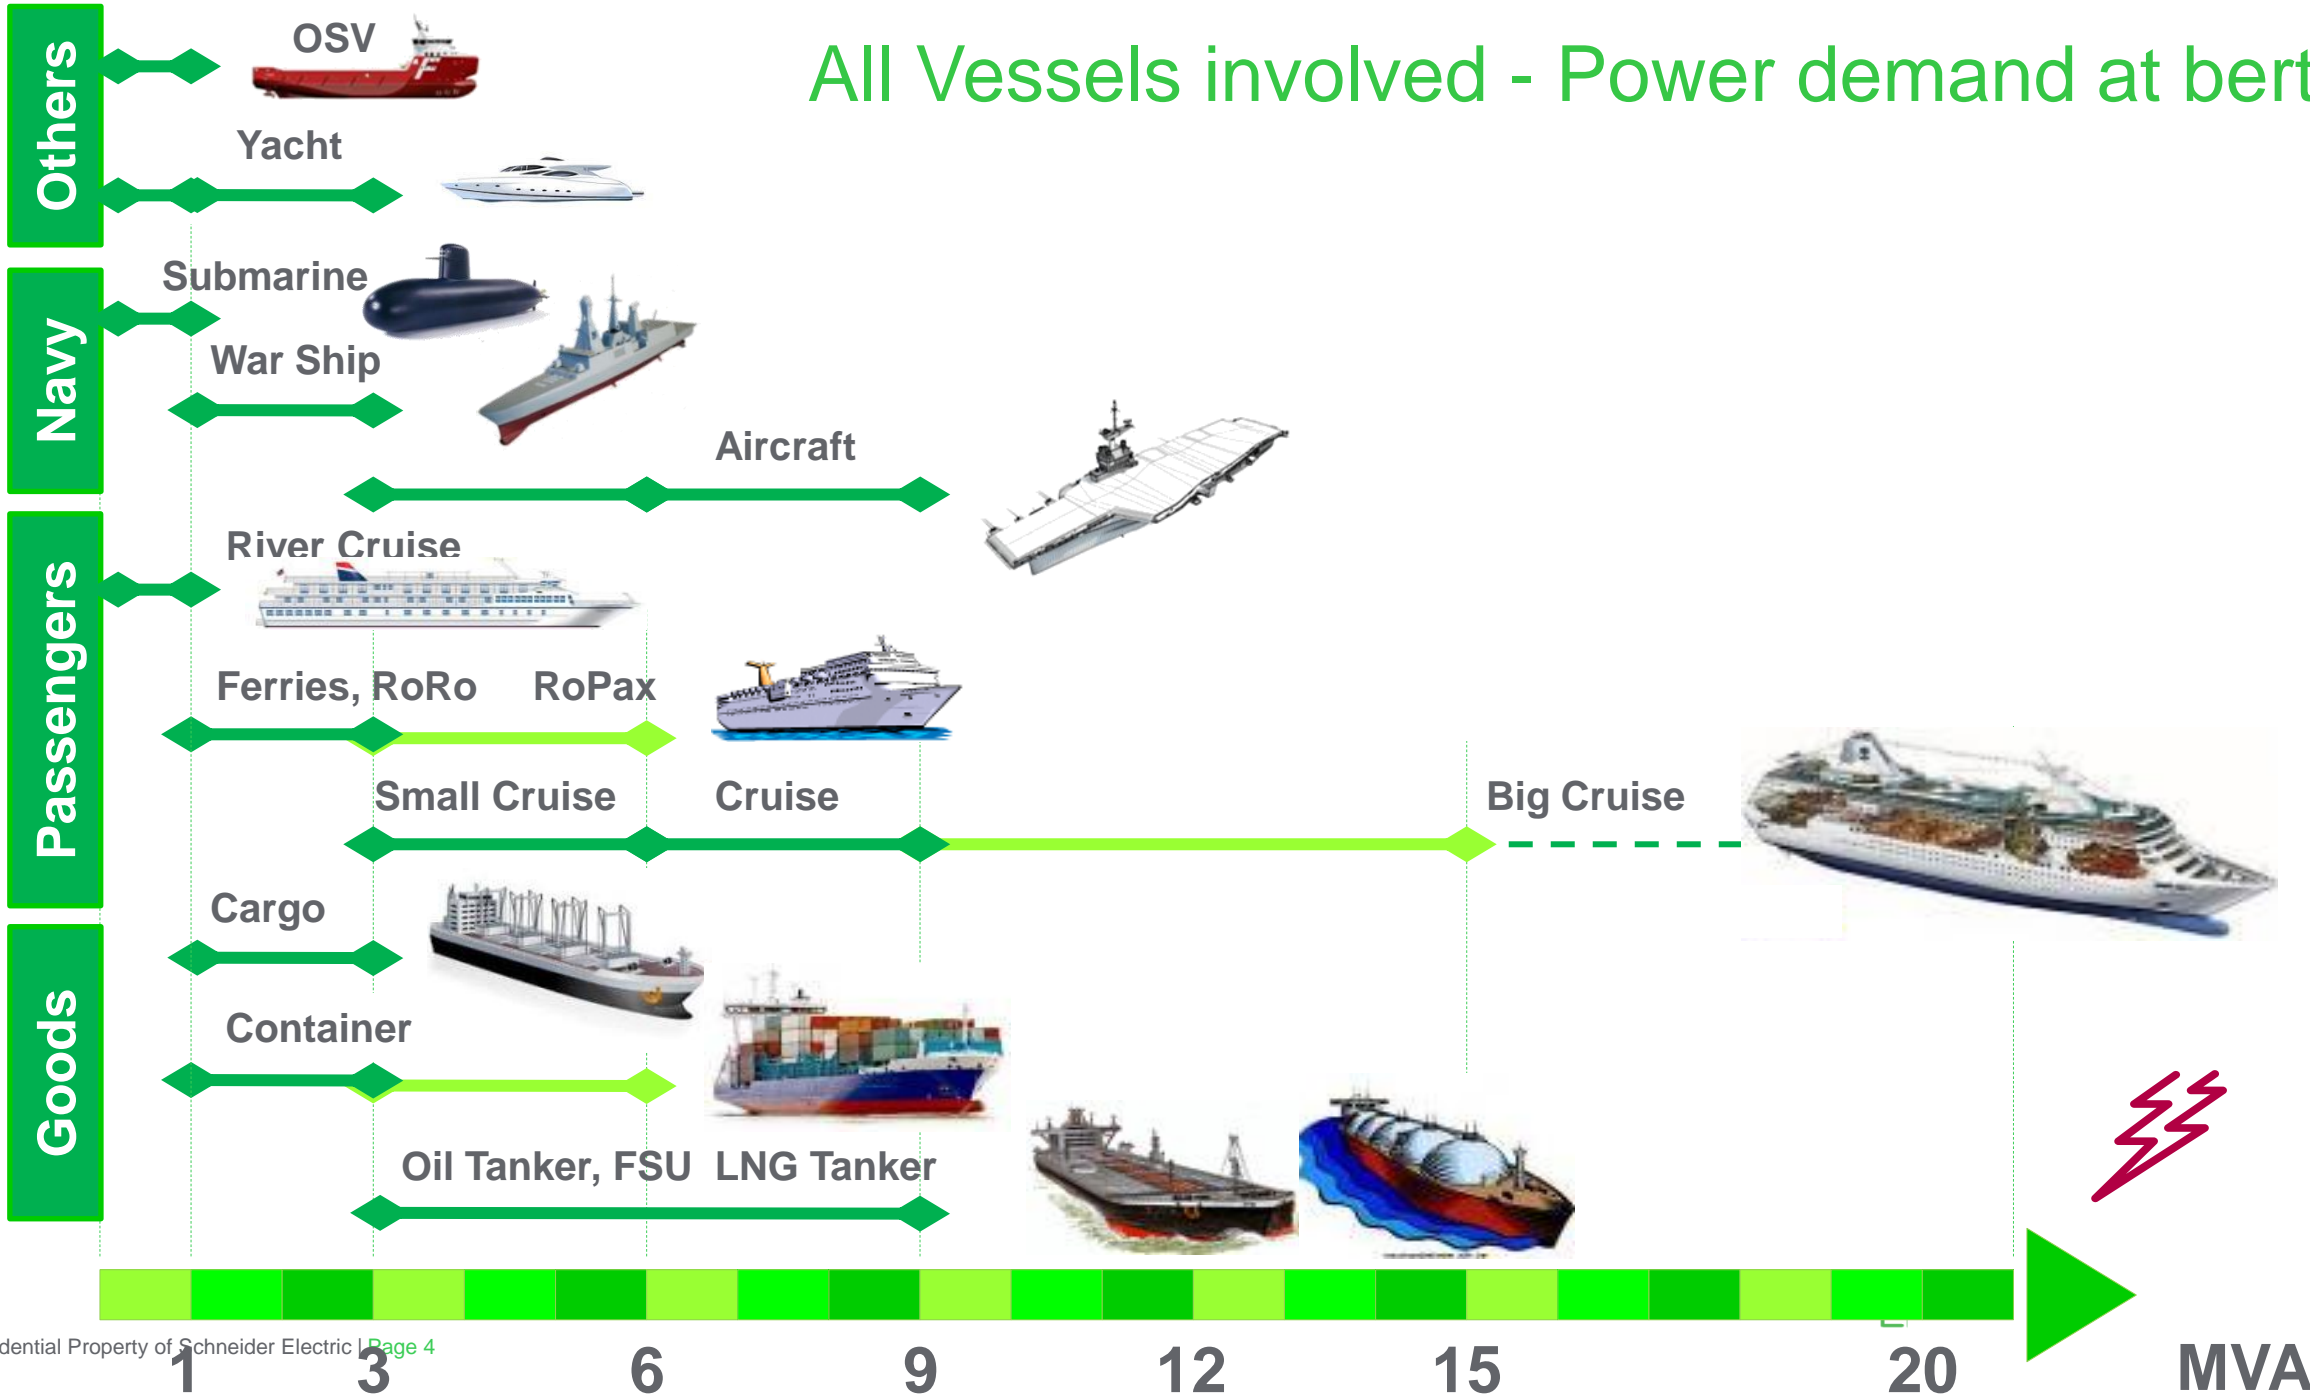 All Vessels involved - Power demand at bert
Others
OSV
Yacht
Navy
Submarine
War Ship
Aircraft
Passengers
River Cruise
Ferries, RoRo RoPax
Small Cruise Cruise Big Cruise
Goods
Cargo
Container
Oil Tanker, FSU LNG Tanker
dential Property of Schneider Electric | Page 4
1 3 6 9 12 15 20 MVA